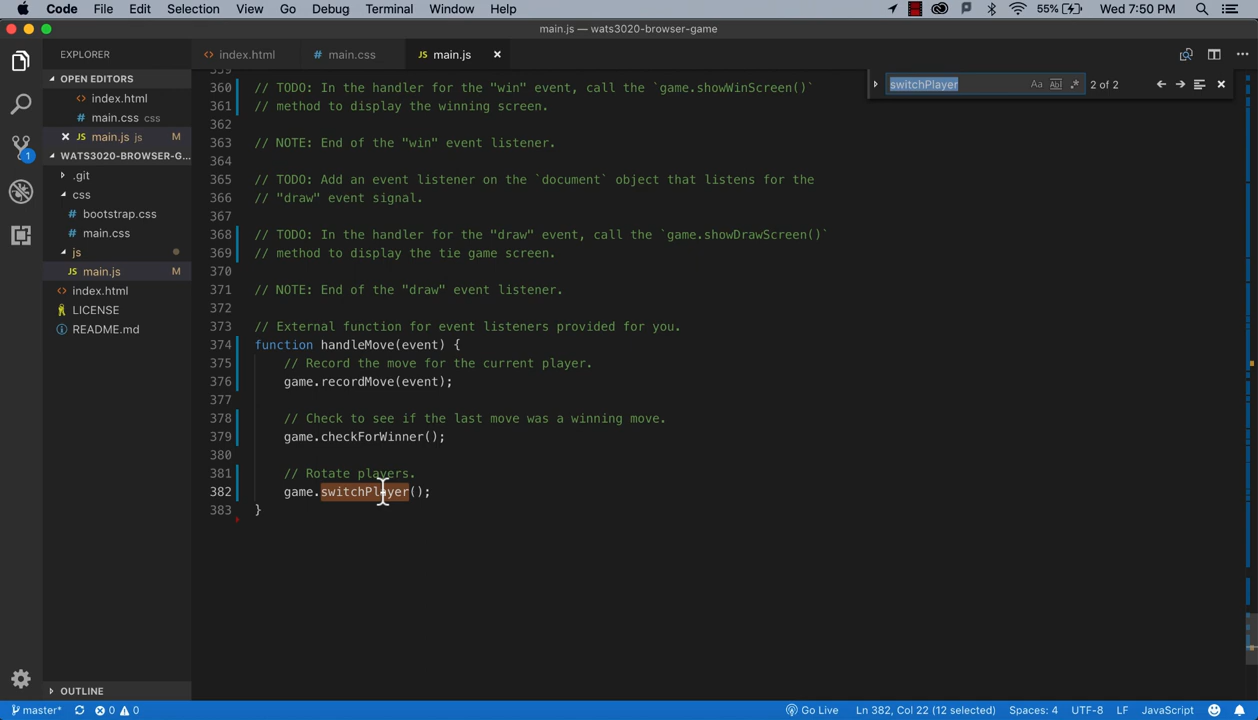 Code File Edit Selection View Go Debug Terminal Window Help 55% Wed 7:50 PM
main.js — wats3020-browser-game
EXPLORER
index.html
main.css
JS main.js
OPEN EDITORS
index.html
main.css css
JS main.js js M
WATS3020-BROWSER-G...
.git
css
bootstrap.css
main.css
js
JS main.js M
index.html
LICENSE
README.md
OUTLINE
switchPlayer Aa Abl 2 of 2
359
360 // TODO: In the handler for the "win" event, call the `game.showWinScreen()`
361 // method to display the winning screen.
362
363 // NOTE: End of the "win" event listener.
364
365 // TODO: Add an event listener on the `document` object that listens for the
366 // "draw" event signal.
367
368 // TODO: In the handler for the "draw" event, call the `game.showDrawScreen()`
369 // method to display the tie game screen.
370
371 // NOTE: End of the "draw" event listener.
372
373 // External function for event listeners provided for you.
374 function handleMove(event) {
375 // Record the move for the current player.
376 game.recordMove(event);
377
378 // Check to see if the last move was a winning move.
379 game.checkForWinner();
380
381 // Rotate players.
382 game.switchPlayer();
383 }
1
master* 0 0 Go Live Ln 382, Col 22 (12 selected) Spaces: 4 UTF-8 LF JavaScript